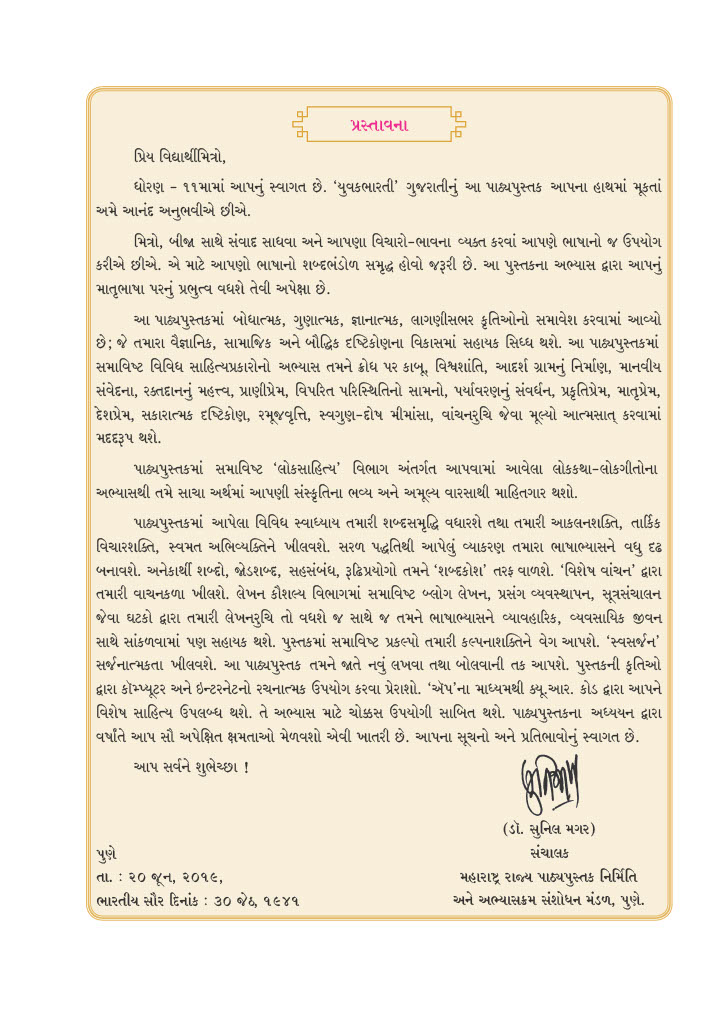 પ્રસ્તાવના
પ્રિય વિદ્યાર્થીમિત્રો,
ધોરણ - ૧૧મામાં આપનું સ્વાગત છે. ‘યુવકભારતી’ ગુજરાતીનું આ પાઠ્યપુસ્તક આપના હાથમાં મૂકતાં
અમે આનંદ અનુભવીએ છીએ.
મિત્રો, બીજા સાથે સંવાદ સાધવા અને આપણા વિચારો-ભાવના વ્યક્ત કરવાં આપણે ભાષાનો જ ઉપયોગ
કરીએ છીએ. એ માટે આપણો ભાષાનો શબ્દભંડોળ સમૃદ્ધ હોવો જરૂરી છે. આ પુસ્તકના અભ્યાસ દ્વારા આપનું
માતૃભાષા પરનું પ્રભુત્વ વધશે તેવી અપેક્ષા છે.
આ પાઠ્યપુસ્તકમાં બોધાત્મક, ગુણાત્મક, જ્ઞાનાત્મક, લાગણીસભર કૃતિઓનો સમાવેશ કરવામાં આવ્યો
છે; જે તમારા વૈજ્ઞાનિક, સામાજિક અને બૌદ્ધિક દષ્ટિકોણના વિકાસમાં સહાયક સિધ્ધ થશે. આ પાઠ્યપુસ્તકમાં
સમાવિષ્ટ વિવિધ સાહિત્યપ્રકારોનો અભ્યાસ તમને ક્રોધ પર કાબૂ, વિશ્વશાંતિ, આદર્શ ગ્રામનું નિર્માણ, માનવીય
સંવેદના, રક્તદાનનું મહત્ત્વ, પ્રાણીપ્રેમ, વિપરિત પરિસ્થિતિનો સામનો, પર્યાવરણનું સંવર્ધન, પ્રકૃતિપ્રેમ, માતૃપ્રેમ,
દેશપ્રેમ, સકારાત્મક દષ્ટિકોણ, રમૂજવૃત્તિ, સ્વગુણ-દોષ મીમાંસા, વાંચનરુચિ જેવા મૂલ્યો આત્મસાત્ કરવામાં
મદદરૂપ થશે.
પાઠ્યપુસ્તકમાં સમાવિષ્ટ ‘લોકસાહિત્ય’ વિભાગ અંતર્ગત આપવામાં આવેલા લોકકથા-લોકગીતોના
અભ્યાસથી તમે સાચા અર્થમાં આપણી સંસ્કૃતિના ભવ્ય અને અમૂલ્ય વારસાથી માહિતગાર થશો.
પાઠ્યપુસ્તકમાં આપેલા વિવિધ સ્વાધ્યાય તમારી શબ્દસમૃદ્ધિ વધારશે તથા તમારી આકલનશક્તિ, તાર્કિક
વિચારશક્તિ, સ્વમત અભિવ્યક્તિને ખીલવશે. સરળ પદ્ધતિથી આપેલું વ્યાકરણ તમારા ભાષાભ્યાસને વધુ દઢ
બનાવશે. અનેકાર્થી શબ્દો, જોડશબ્દ, સહસંબંધ, રૂઢિપ્રયોગો તમને ‘શબ્દકોશ’ તરફ વાળશે. ‘વિશેષ વાંચન’ દ્વારા
તમારી વાચનકળા ખીલશે. લેખન કૌશલ્ય વિભાગમાં સમાવિષ્ટ બ્લોગ લેખન, પ્રસંગ વ્યવસ્થાપન, સૂત્રસંચાલન
જેવા ઘટકો દ્વારા તમારી લેખનરુચિ તો વધશે જ સાથે જ તમને ભાષાભ્યાસને વ્યાવહારિક, વ્યવસાયિક જીવન
સાથે સાંકળવામાં પણ સહાયક થશે. પુસ્તકમાં સમાવિષ્ટ પ્રકલ્પો તમારી કલ્પનાશક્તિને વેગ આપશે. ‘સ્વસર્જન’
સર્જનાત્મકતા ખીલવશે. આ પાઠ્યપુસ્તક તમને જાતે નવું લખવા તથા બોલવાની તક આપશે. પુસ્તકની કૃતિઓ
દ્વારા કૉમ્પ્યૂટર અને ઇન્ટરનેટનો રચનાત્મક ઉપયોગ કરવા પ્રેરાશો. ‘ઍપ’ના માધ્યમથી ક્યૂ.આર. કોડ દ્વારા આપને
વિશેષ સાહિત્ય ઉપલબ્ધ થશે. તે અભ્યાસ માટે ચોક્કસ ઉપયોગી સાબિત થશે. પાઠ્યપુસ્તકના અધ્યયન દ્વારા
વર્ષાંતે આપ સૌ અપેક્ષિત ક્ષમતાઓ મેળવશો એવી ખાતરી છે. આપના સૂચનો અને પ્રતિભાવોનું સ્વાગત છે.
આપ સર્વને શુભેચ્છા !
(ડૉ. સુનિલ મગર)
સંચાલક
મહારાષ્ટ્ર રાજ્ય પાઠ્યપુસ્તક નિર્મિતિ
અને અભ્યાસક્રમ સંશોધન મંડળ, પુણે.
પુણે
તા. : ૨૦ જૂન, ૨૦૧૯,
ભારતીય સૌર દિનાંક : ૩૦ જેઠ, ૧૯૪૧